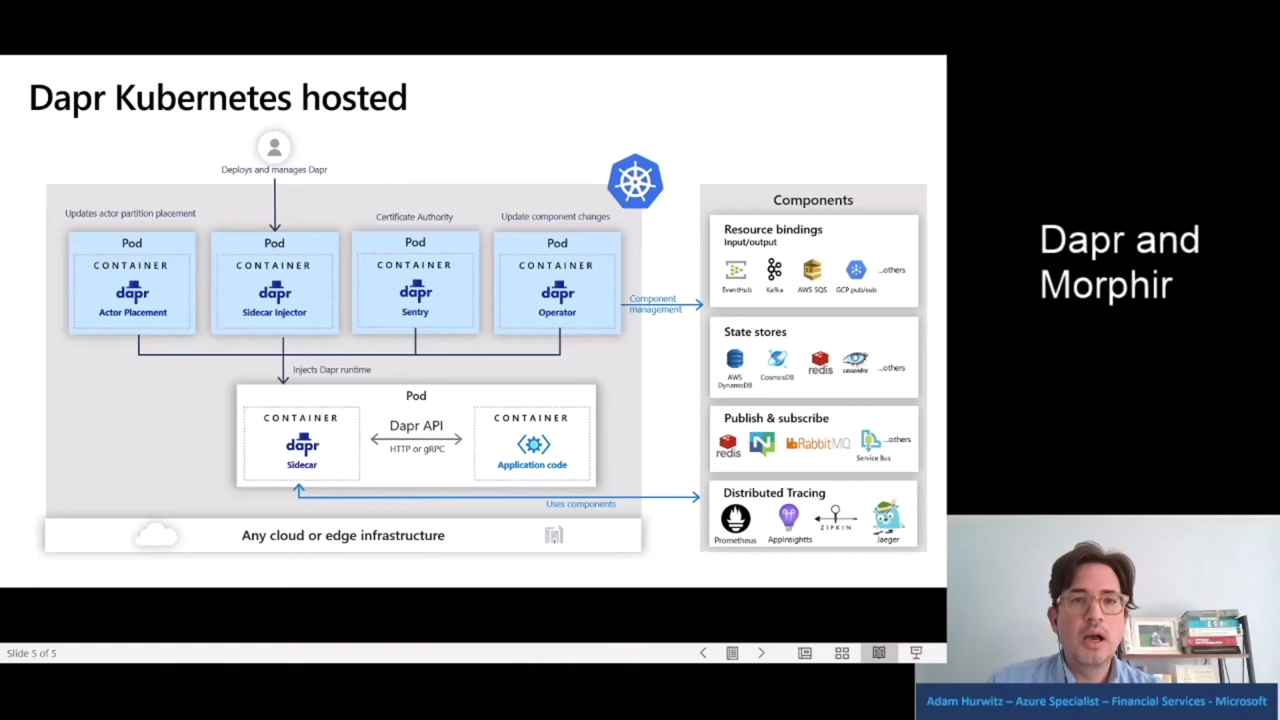 Dapr Kubernetes hosted
Deploys and manages Dapr
Updates actor partition placement
Certificate Authority
Update component changes
Pod
CONTAINER
dapr
Actor Placement
Pod
CONTAINER
dapr
Sidecar Injector
Pod
CONTAINER
dapr
Sentry
Pod
CONTAINER
dapr
Operator
Component
management
Injects Dapr runtime
Pod
CONTAINER
dapr
Sidecar
Dapr API
HTTP or gRPC
CONTAINER
Application code
Uses components
Any cloud or edge infrastructure
Components
Resource bindings
Input/output
EventHub
Kafka
AWS SQS
GCP pub/sub
...others
State stores
AWS
DynamoDB
CosmosDB
redis
cassandra
...others
Publish & subscribe
redis
N
RabbitMQ
Service Bus
...others
Distributed Tracing
Prometheus
AppInsightts
ZIPKIN
Jaeger
Slide 5 of 5
Dapr and
Morphir
Adam Hurwitz – Azure Specialist – Financial Services - Microsoft